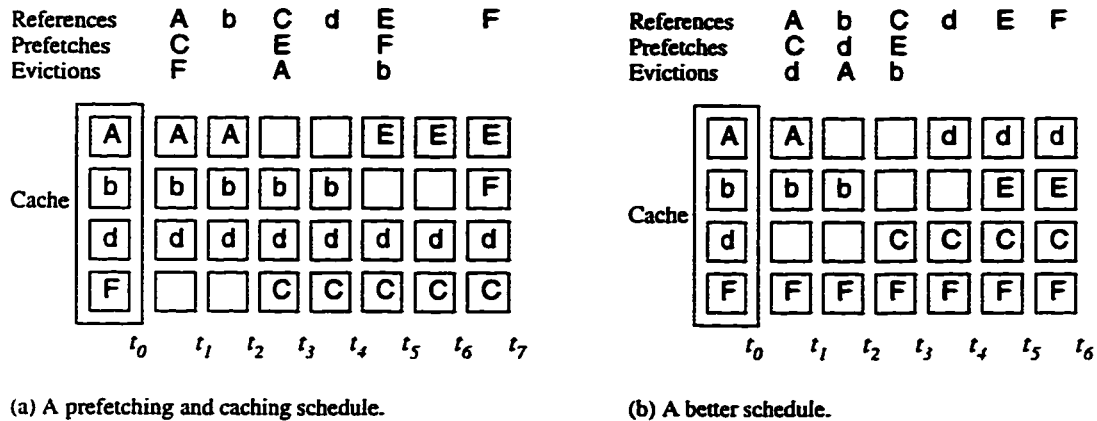 References A b C d E F
Prefetches C E F
Evictions F A b
A A A E E E
b b b b b F
Cache
d d d d d d d d
F C C C C C
t0 t1 t2 t3 t4 t5 t6 t7
(a) A prefetching and caching schedule.
References A b C d E F
Prefetches C d E
Evictions d A b
A A d d d
b b b E E
Cache
d C C C C
F F F F F F F
t0 t1 t2 t3 t4 t5 t6
(b) A better schedule.